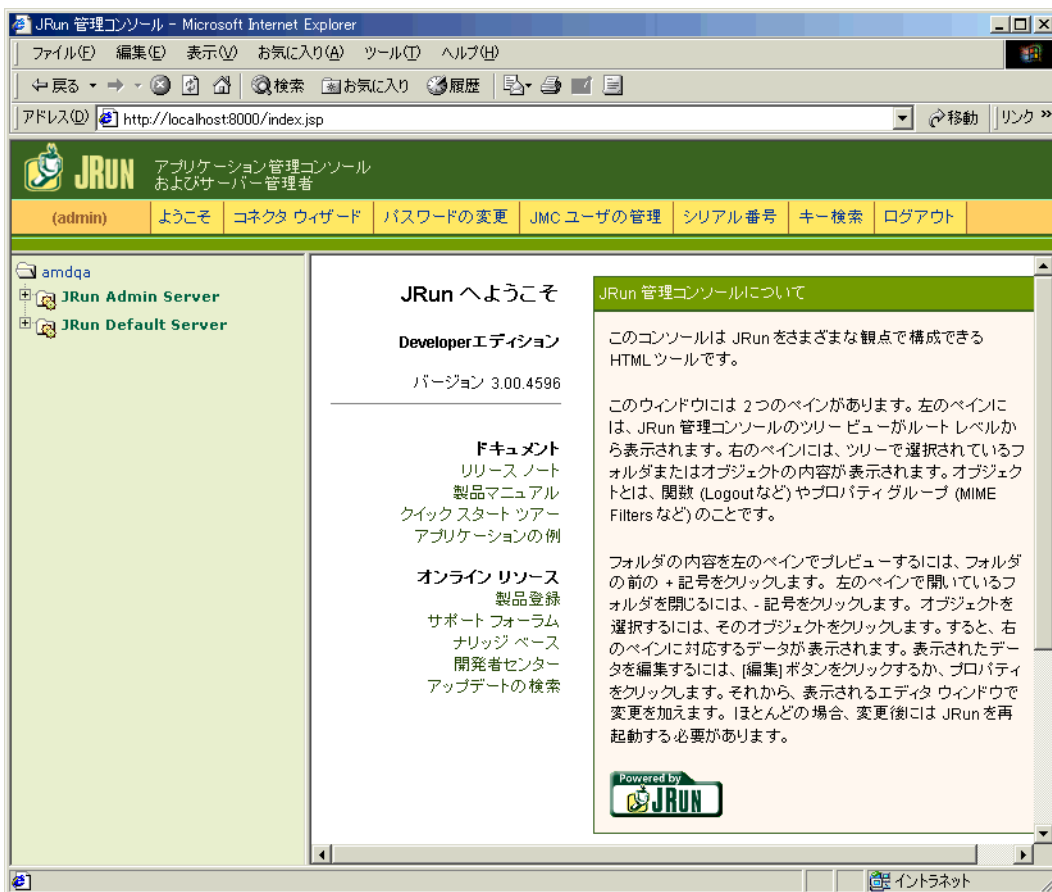 JRun 管理コンソール - Microsoft Internet Explorer
ファイル(F) 編集(E) 表示(V) お気に入り(A) ツール(T) ヘルプ(H)
戻る 検索 お気に入り 履歴
アドレス(D) http://localhost:8000/index.jsp 移動 リンク »
JRUN アプリケーション管理コンソール
およびサーバー管理者
(admin) ようこそ コネクタ ウィザード パスワードの変更 JMC ユーザの管理 シリアル番号 キー検索 ログアウト
amdqa
JRun Admin Server
JRun Default Server
JRun へようこそ
Developerエディション
バージョン 3.00.4596
ドキュメント
リリース ノート
製品マニュアル
クイック スタート ツアー
アプリケーションの例
オンライン リソース
製品登録
サポート フォーラム
ナリッジ ベース
開発者センター
アップデートの検索
JRun 管理コンソールについて
このコンソールは JRun をさまざまな観点で構成できる
HTML ツールです。
このウィンドウには 2 つのペインがあります。左のペインに
は、JRun 管理コンソールのツリー ビューがルート レベルか
ら表示されます。右のペインには、ツリーで選択されているフ
ォルダまたはオブジェクトの内容が表示されます。オブジェク
トとは、関数 (Logout など) やプロパティ グループ (MIME
Filters など) のことです。
フォルダの内容を左のペインでプレビューするには、フォルダ
の前の + 記号をクリックします。 左のペインで開いているフ
ォルダを閉じるには、- 記号をクリックします。 オブジェクトを
選択するには、そのオブジェクトをクリックします。すると、右
のペインに対応するデータが表示されます。表示されたデー
タを編集するには、[編集] ボタンをクリックするか、プロパティ
をクリックします。それから、表示されるエディタ ウィンドウで
変更を加えます。ほとんどの場合、変更後には JRun を再
起動する必要があります。
Powered by
JRUN
イントラネット